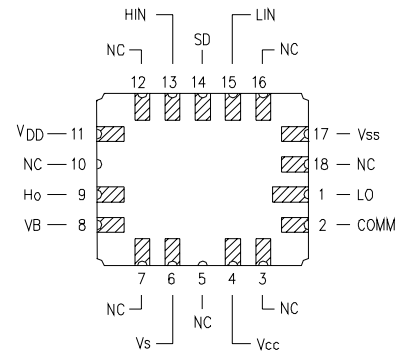 HIN LIN
NC SD NC
12 13 14 15 16
VDD 11 17 Vss
NC 10 18 NC
Ho 9 1 LO
VB 8 2 COMM
7 6 5 4 3
NC NC NC
Vs Vcc